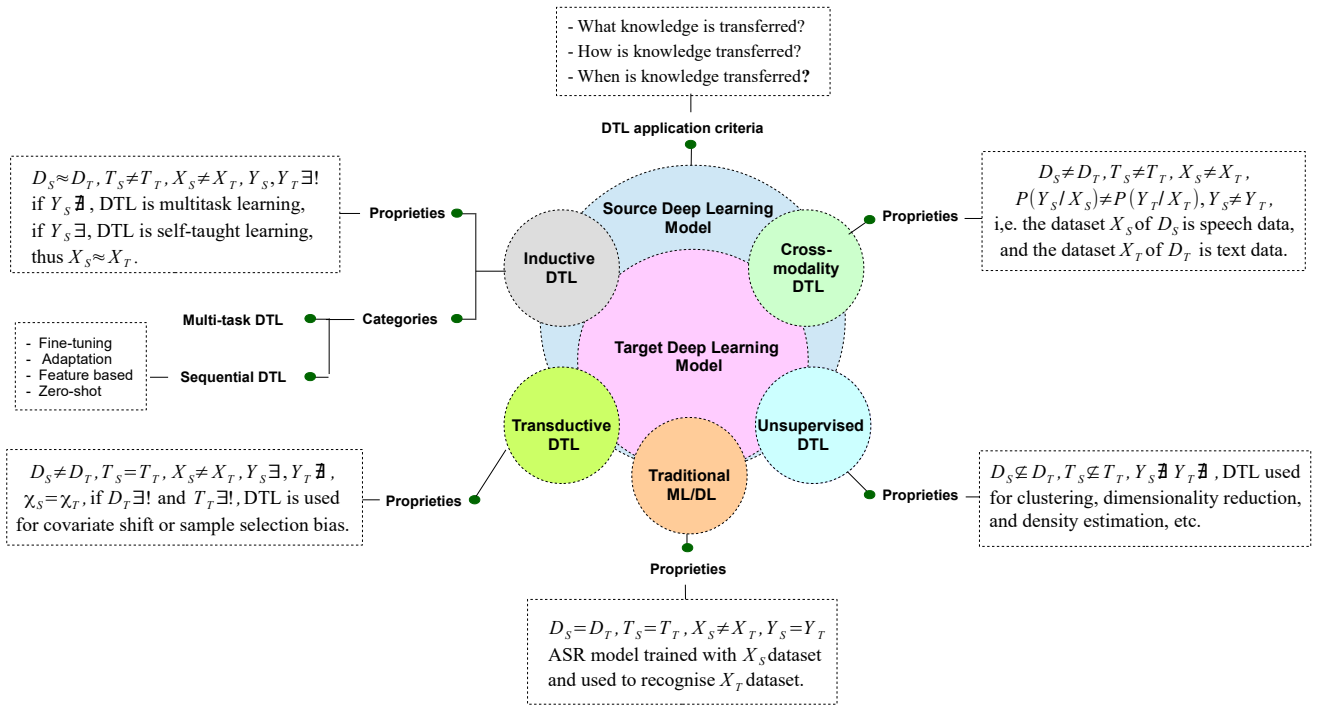 - What knowledge is transferred?
- How is knowledge transferred?
- When is knowledge transferred?
DTL application criteria
D_S≈D_T, T_S≠T_T, X_S≠X_T, Y_S, Y_T∃!
if Y_S∄, DTL is multitask learning,
if Y_S∃, DTL is self-taught learning,
thus X_S≈X_T.
Proprieties
Inductive
DTL
Categories
Multi-task DTL
Sequential DTL
- Fine-tuning
- Adaptation
- Feature based
- Zero-shot
Source Deep Learning
Model
Target Deep Learning
Model
Cross-
modality
DTL
Proprieties
D_S≠D_T, T_S≠T_T, X_S≠X_T,
P(Y_S/X_S)≠P(Y_T/X_T), Y_S≠Y_T,
i,e. the dataset X_S of D_S is speech data,
and the dataset X_T of D_T is text data.
Transductive
DTL
Proprieties
D_S≠D_T, T_S=T_T, X_S≠X_T, Y_S∃, Y_T∄,
χ_S=χ_T, if D_T∃! and T_T∃!, DTL is used
for covariate shift or sample selection bias.
Traditional
ML/DL
Proprieties
D_S=D_T, T_S=T_T, X_S≠X_T, Y_S=Y_T
ASR model trained with X_S dataset
and used to recognise X_T dataset.
Unsupervised
DTL
Proprieties
D_S⊈D_T, T_S⊈T_T, Y_S∄ Y_T∄, DTL used
for clustering, dimensionality reduction,
and density estimation, etc.